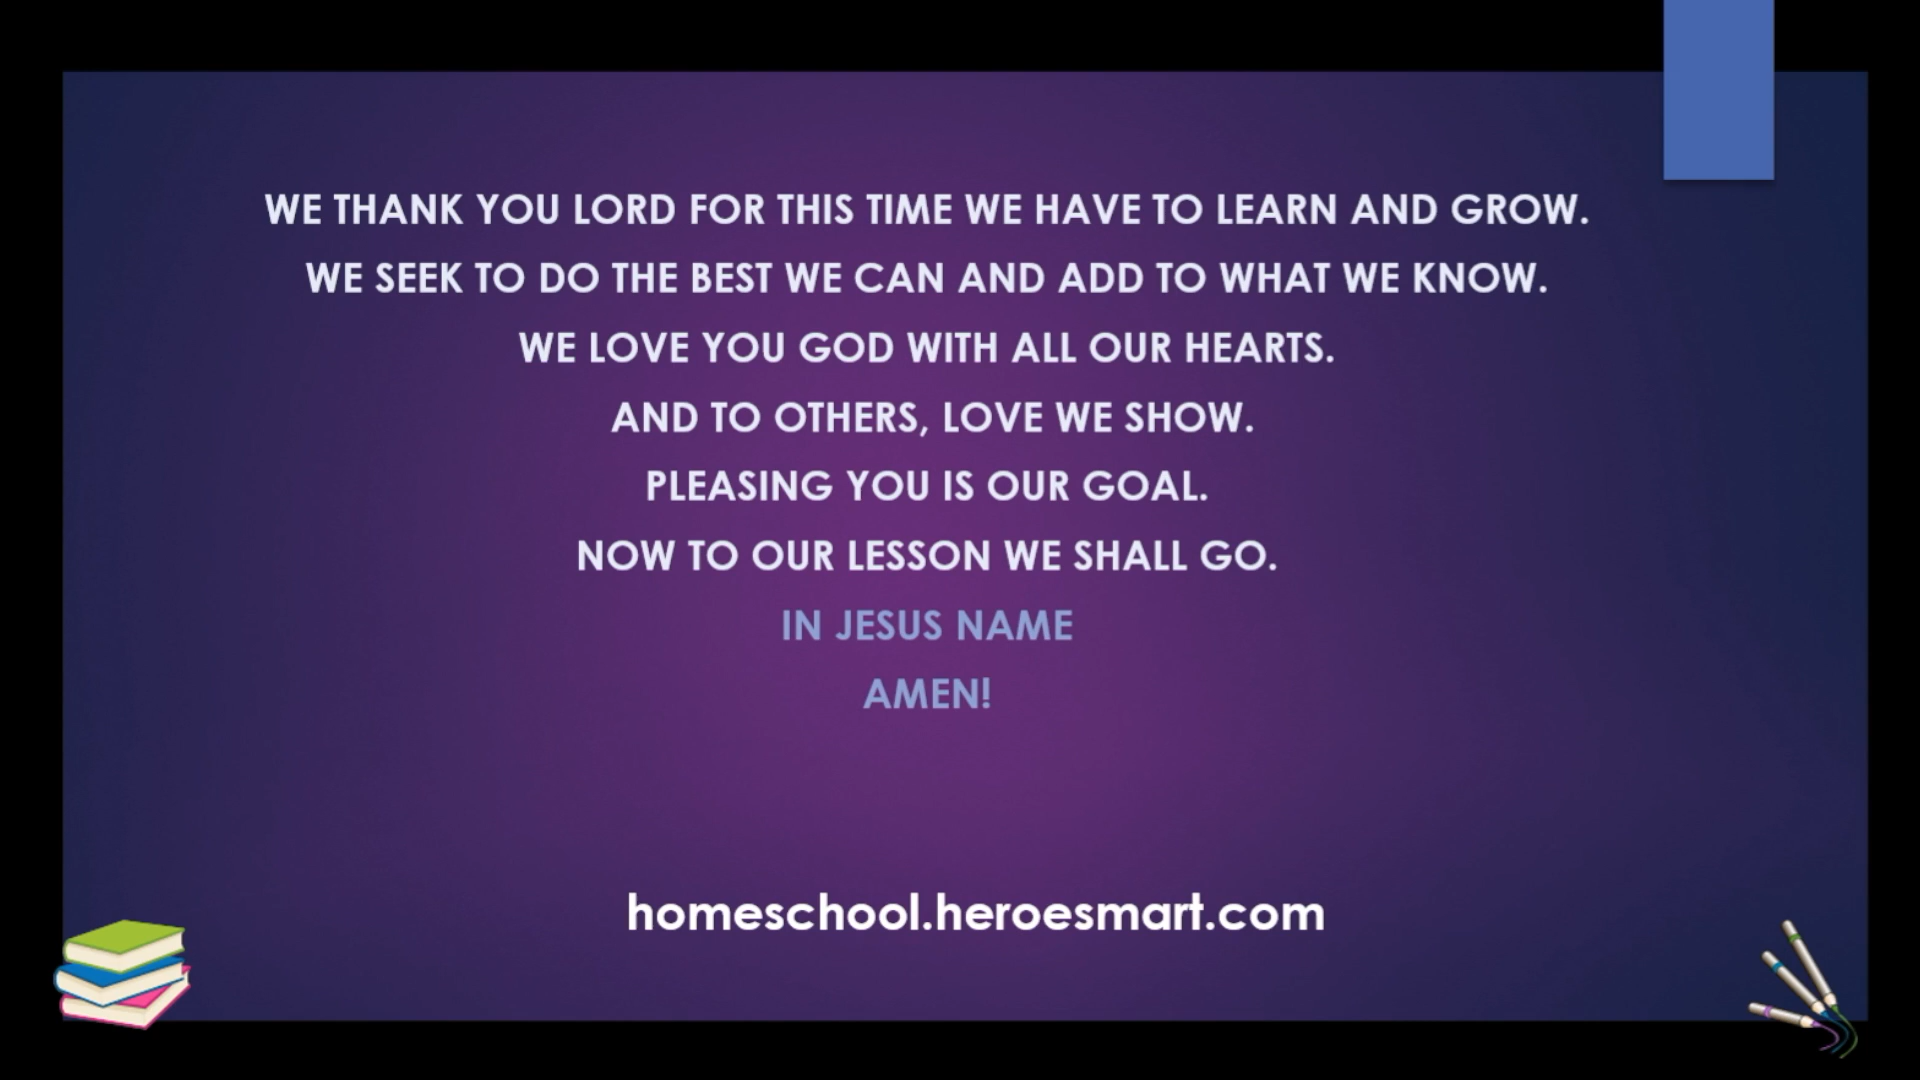 WE THANK YOU LORD FOR THIS TIME WE HAVE TO LEARN AND GROW.
WE SEEK TO DO THE BEST WE CAN AND ADD TO WHAT WE KNOW.
WE LOVE YOU GOD WITH ALL OUR HEARTS.
AND TO OTHERS, LOVE WE SHOW.
PLEASING YOU IS OUR GOAL.
NOW TO OUR LESSON WE SHALL GO.
IN JESUS NAME
AMEN!
homeschool.heroesmart.com